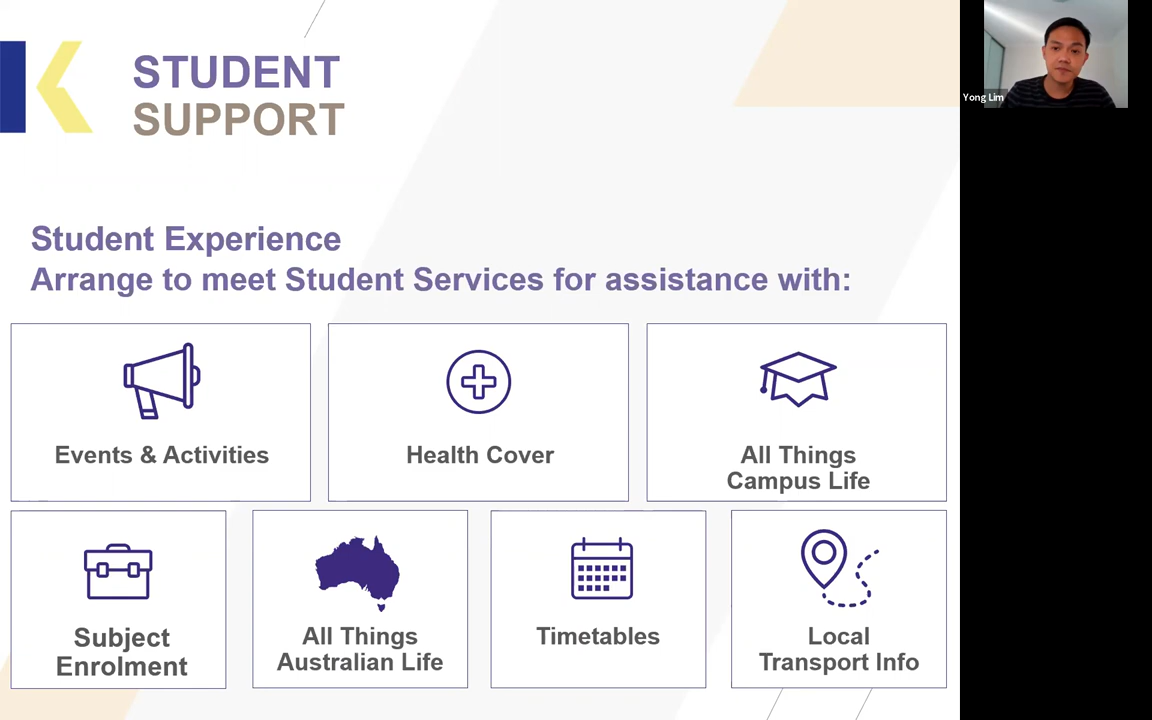 STUDENT
SUPPORT
Yong Lim
Student Experience
Arrange to meet Student Services for assistance with:
Events & Activities
Health Cover
All Things
Campus Life
Subject
Enrolment
All Things
Australian Life
Timetables
Local
Transport Info